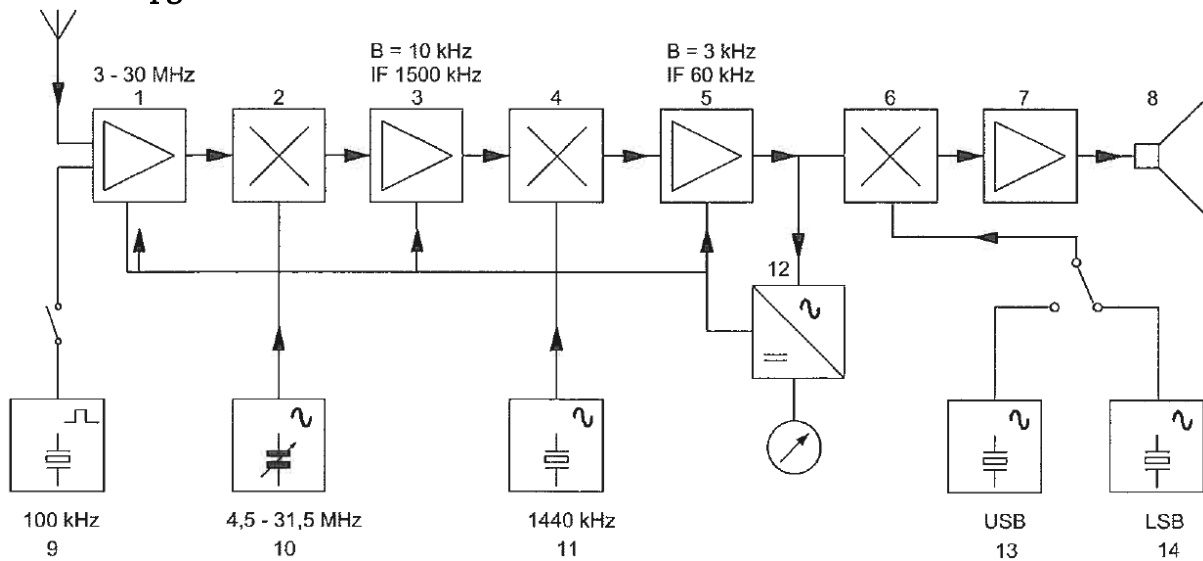 3 - 30 MHz
1
2
B = 10 kHz
IF 1500 kHz
3
4
B = 3 kHz
IF 60 kHz
5
6
7
8
12
100 kHz
9
4,5 - 31,5 MHz
10
1440 kHz
11
USB
13
LSB
14